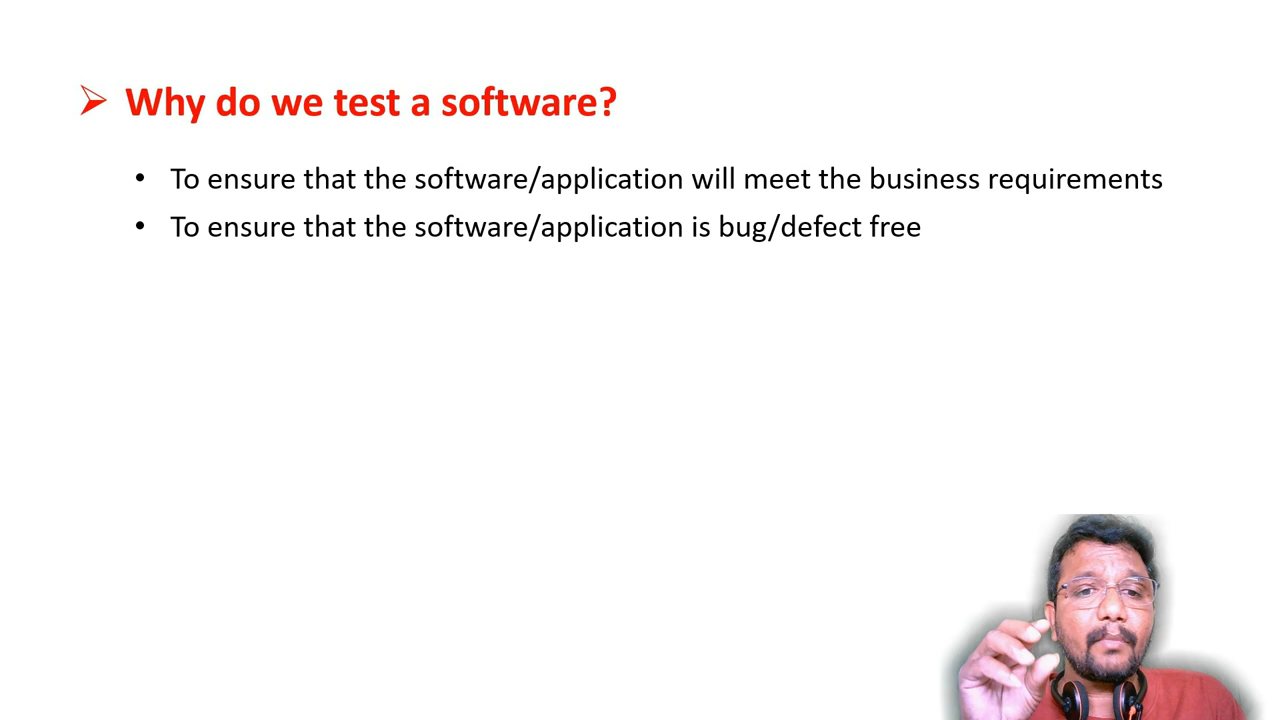 ➢ Why do we test a software?
• To ensure that the software/application will meet the business requirements
• To ensure that the software/application is bug/defect free